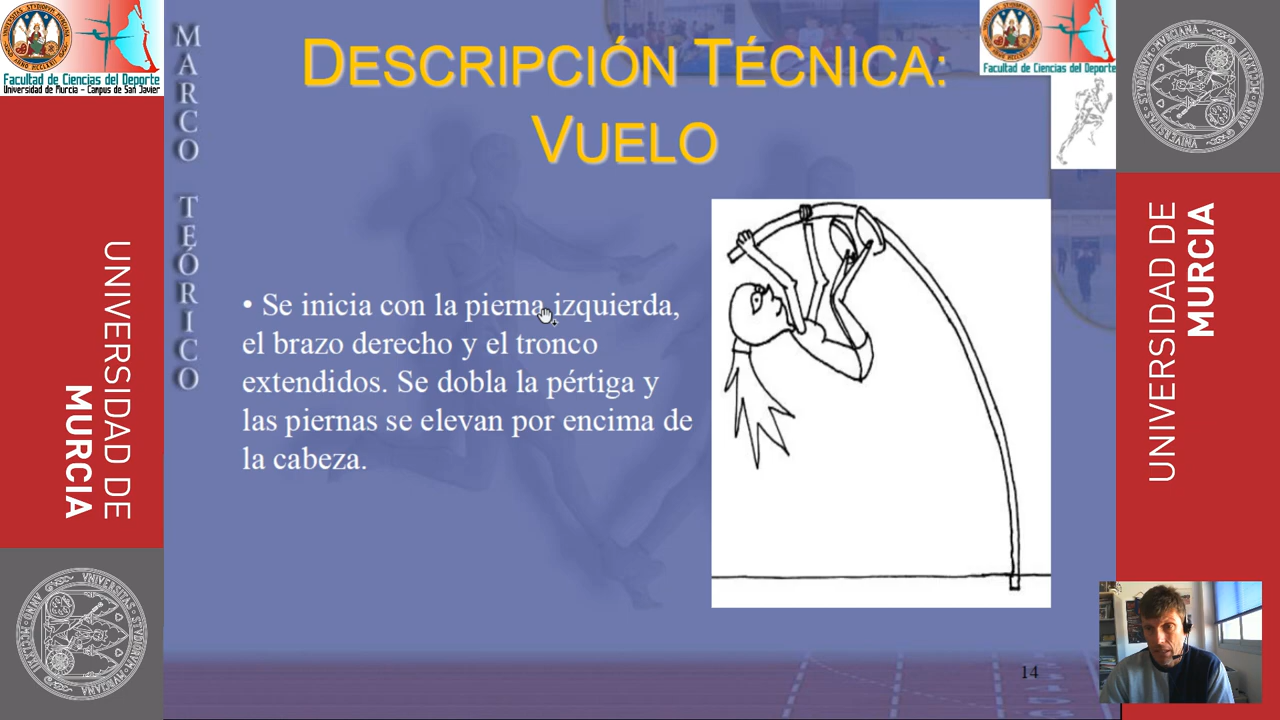 Facultad de Ciencias del Deporte
Universidad de Murcia - Campus de San Javier
MARCO TEÓRICO
DESCRIPCIÓN TÉCNICA:
VUELO
Facultad de Ciencias del Deporte
UNIVERSIDAD DE
MURCIA
• Se inicia con la pierna izquierda,
el brazo derecho y el tronco
extendidos. Se dobla la pértiga y
las piernas se elevan por encima de
la cabeza.
UNIVERSIDAD DE
MURCIA
14